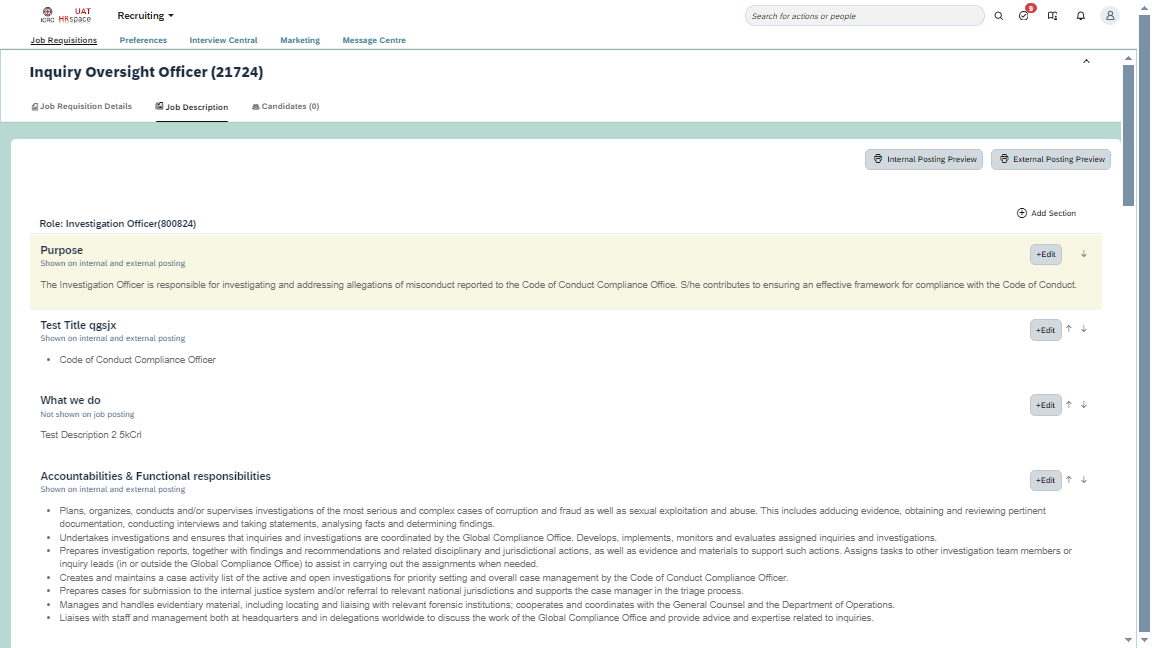 ICRC
UAT
HRspace
Recruiting
Search for actions or people
9
Job Requisitions
Preferences
Interview Central
Marketing
Message Centre
Inquiry Oversight Officer (21724)
Job Requisition Details
Job Description
Candidates (0)
Internal Posting Preview
External Posting Preview
Add Section
Role: Investigation Officer(800824)
Purpose
Shown on internal and external posting
+Edit
The Investigation Officer is responsible for investigating and addressing allegations of misconduct reported to the Code of Conduct Compliance Office. S/he contributes to ensuring an effective framework for compliance with the Code of Conduct.
Test Title qgsjx
Shown on internal and external posting
+Edit
• Code of Conduct Compliance Officer
What we do
Not shown on job posting
+Edit
Test Description 2 5kCrl
Accountabilities & Functional responsibilities
Shown on internal and external posting
+Edit
• Plans, organizes, conducts and/or supervises investigations of the most serious and complex cases of corruption and fraud as well as sexual exploitation and abuse. This includes adducing evidence, obtaining and reviewing pertinent
documentation, conducting interviews and taking statements, analysing facts and determining findings.
• Undertakes investigations and ensures that inquiries and investigations are coordinated by the Global Compliance Office. Develops, implements, monitors and evaluates assigned inquiries and investigations.
• Prepares investigation reports, together with findings and recommendations and related disciplinary and jurisdictional actions, as well as evidence and materials to support such actions. Assigns tasks to other investigation team members or
inquiry leads (in or outside the Global Compliance Office) to assist in carrying out the assignments when needed.
• Creates and maintains a case activity list of the active and open investigations for priority setting and overall case management by the Code of Conduct Compliance Officer.
• Prepares cases for submission to the internal justice system and/or referral to relevant national jurisdictions and supports the case manager in the triage process.
• Manages and handles evidentiary material, including locating and liaising with relevant forensic institutions; cooperates and coordinates with the General Counsel and the Department of Operations.
• Liaises with staff and management both at headquarters and in delegations worldwide to discuss the work of the Global Compliance Office and provide advice and expertise related to inquiries.